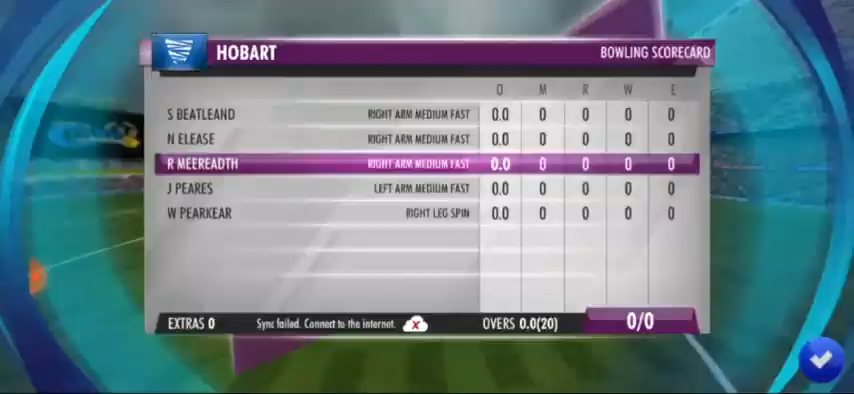 HOBART BOWLING SCORECARD
O M R W E
S BEATLEAND RIGHT ARM MEDIUM FAST 0.0 0 0 0 0
N ELEASE RIGHT ARM MEDIUM FAST 0.0 0 0 0 0
R MEEREADTH RIGHT ARM MEDIUM FAST 0.0 0 0 0 0
J PEARES LEFT ARM MEDIUM FAST 0.0 0 0 0 0
W PEARKEAR RIGHT LEG SPIN 0.0 0 0 0 0
EXTRAS 0 Sync failed. Connect to the internet. OVERS 0.0(20) 0/0